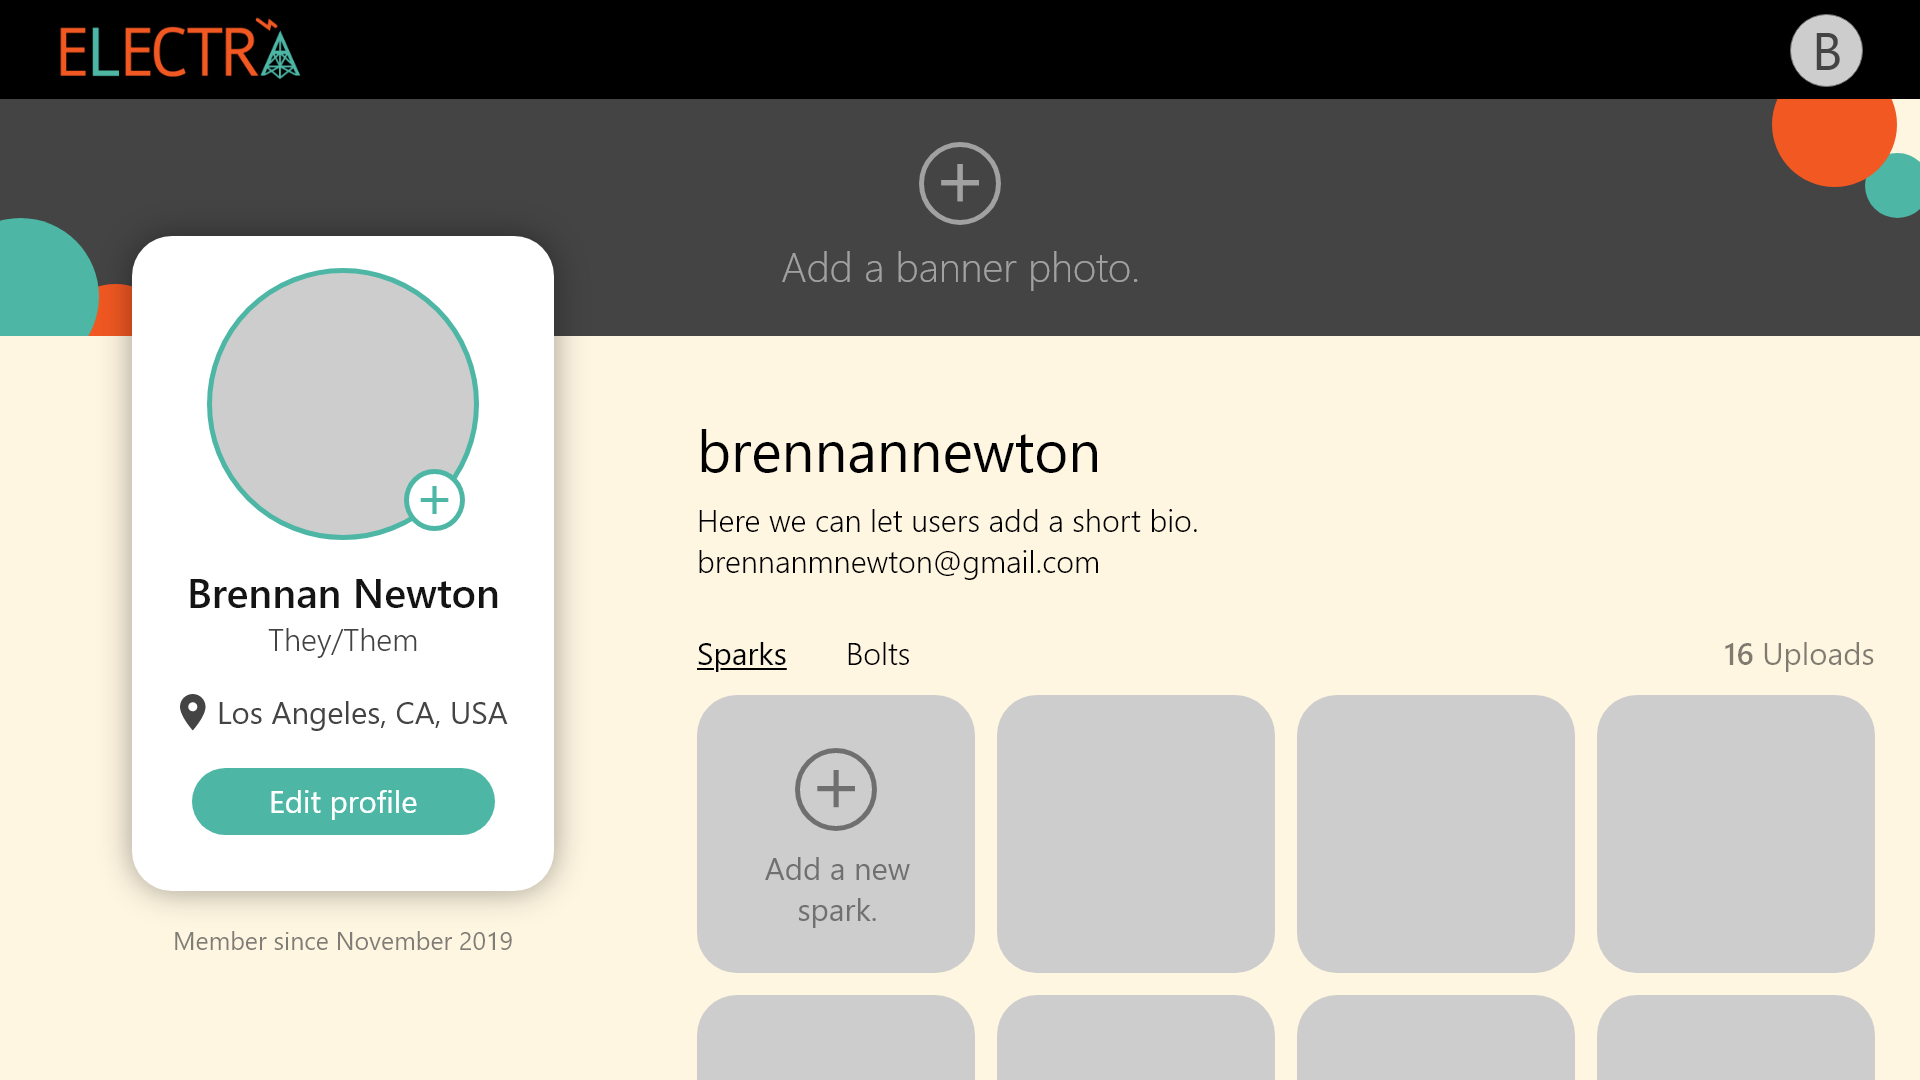 ELECTRA
B
Add a banner photo.
Brennan Newton
They/Them
Los Angeles, CA, USA
Edit profile
Member since November 2019
brennannewton
Here we can let users add a short bio.
brennanmnewton@gmail.com
Sparks Bolts 16 Uploads
Add a new
spark.